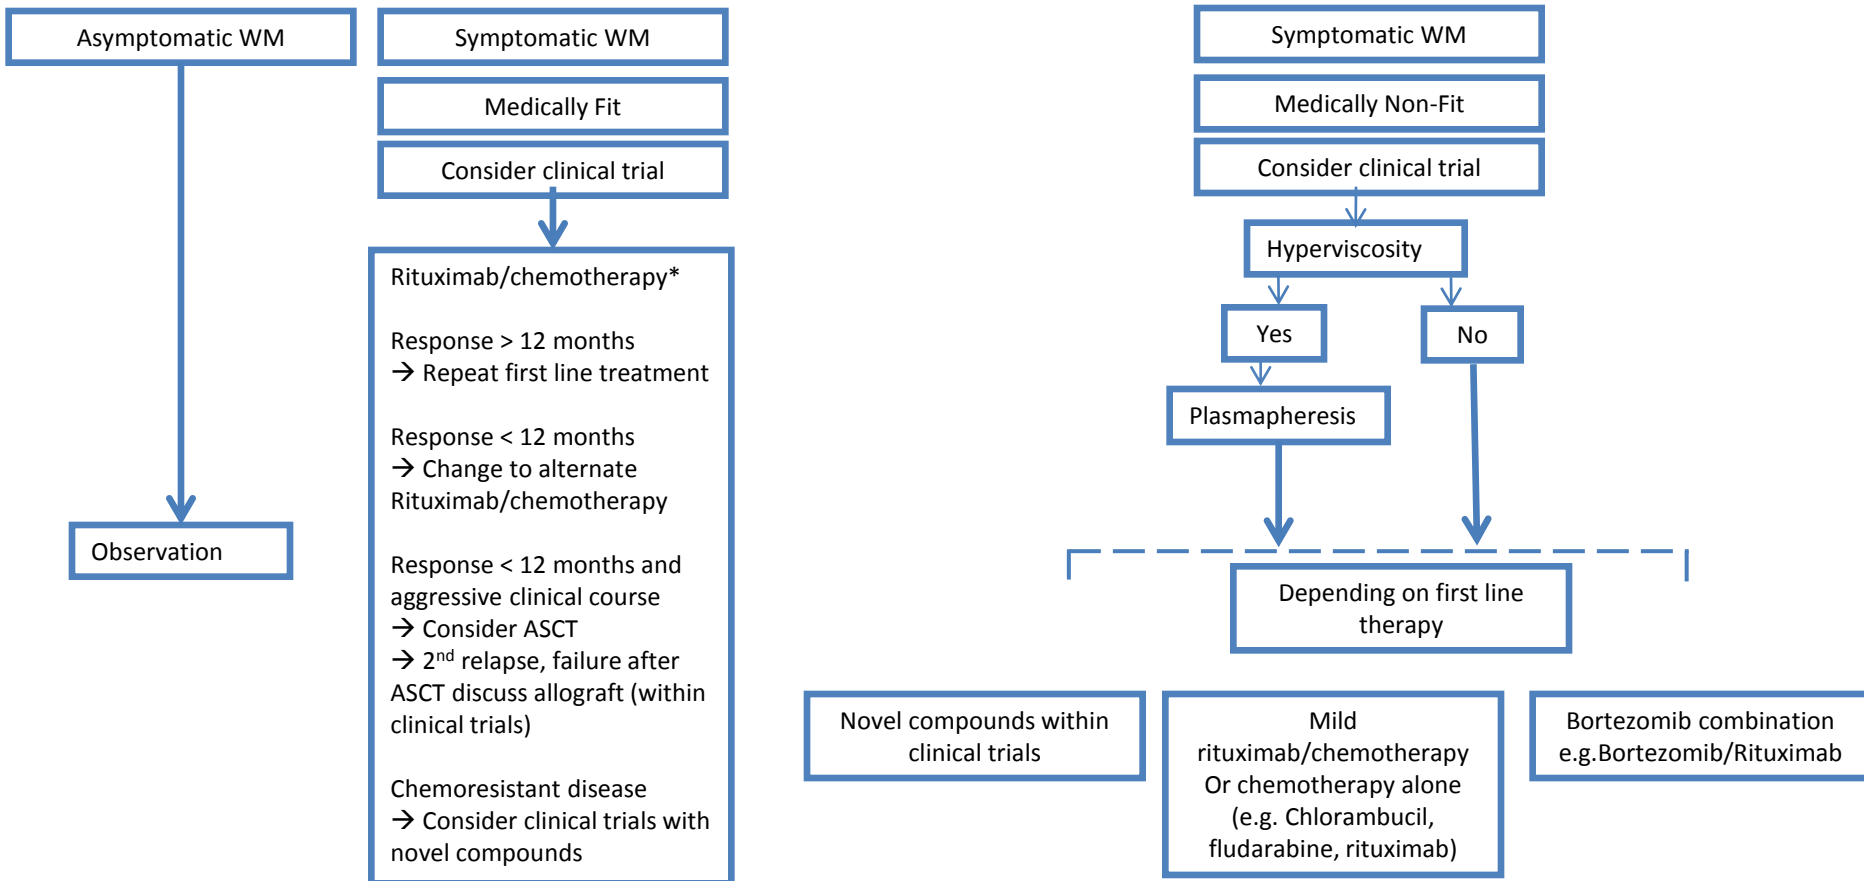 Asymptomatic WM
Observation
Symptomatic WM
Medically Fit
Consider clinical trial
Rituximab/chemotherapy*
Response > 12 months
→ Repeat first line treatment
Response < 12 months
→ Change to alternate
Rituximab/chemotherapy
Response < 12 months and
aggressive clinical course
→ Consider ASCT
→ 2nd relapse, failure after
ASCT discuss allograft (within
clinical trials)
Chemoresistant disease
→ Consider clinical trials with
novel compounds
Symptomatic WM
Medically Non-Fit
Consider clinical trial
Hyperviscosity
Yes
No
Plasmapheresis
Depending on first line
therapy
Novel compounds within
clinical trials
Mild
rituximab/chemotherapy
Or chemotherapy alone
(e.g. Chlorambucil,
fludarabine, rituximab)
Bortezomib combination
e.g.Bortezomib/Rituximab